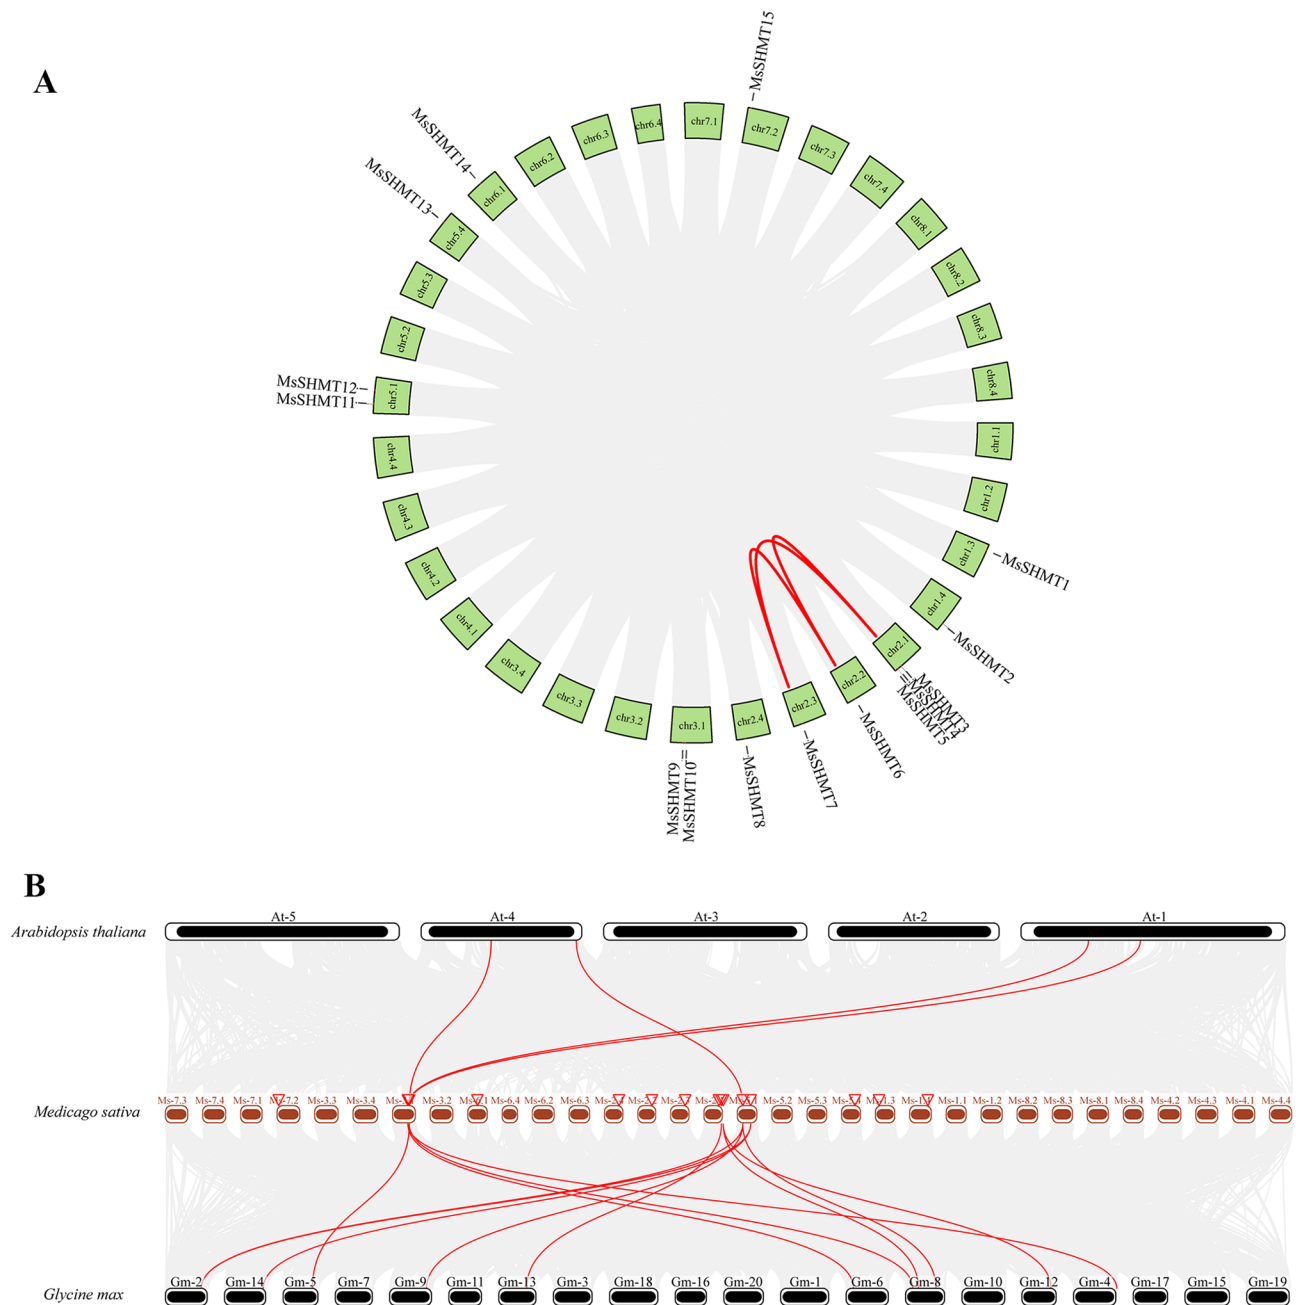 A
MsSHMT15
MsSHMT14
MsSHMT13
MsSHMT12
MsSHMT11
chr6.1
chr6.2
chr6.3
chr6.4
chr7.1
chr7.2
chr7.3
chr7.4
chr8.1
chr8.2
chr8.3
chr8.4
chr1.1
chr1.2
chr1.3
chr1.4
chr2.1
chr2.2
chr2.3
chr2.4
chr3.1
chr3.2
chr3.3
chr3.4
chr4.1
chr4.2
chr4.3
chr4.4
chr5.1
chr5.2
chr5.3
chr5.4
MsSHMT1
MsSHMT2
MsSHMT3
MsSHMT4
MsSHMT5
MsSHMT6
MsSHMT7
MsSHMT8
MsSHMT10
MsSHMT9
B
At-5 At-4 At-3 At-2 At-1
Arabidopsis thaliana
Ms-7.3 Ms-7.4 Ms-7.1 Ms-3.3 Ms-3.4 Ms-3.2 Ms-6.4 Ms-6.2 Ms-6.3 Ms-5.2 Ms-5.3 Ms-1.1 Ms-1.2 Ms-8.2 Ms-8.3 Ms-8.1 Ms-8.4 Ms-4.2 Ms-4.3 Ms-4.1 Ms-4.4
Medicago sativa
Gm-2 Gm-14 Gm-5 Gm-7 Gm-9 Gm-11 Gm-13 Gm-3 Gm-18 Gm-16 Gm-20 Gm-1 Gm-6 Gm-8 Gm-10 Gm-12 Gm-4 Gm-17 Gm-15 Gm-19
Glycine max